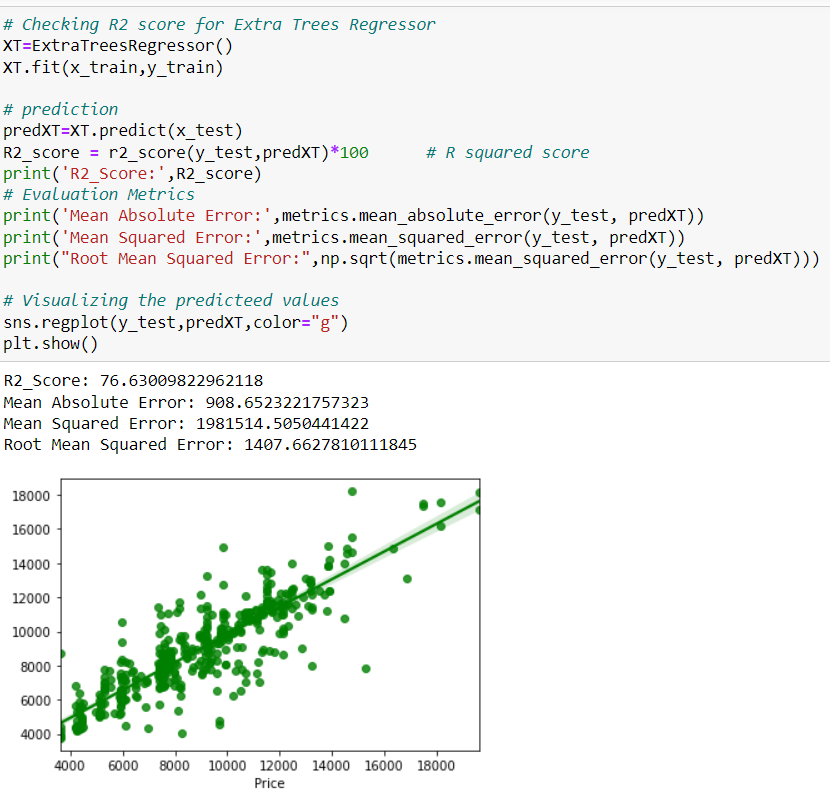 # Checking R2 score for Extra Trees Regressor
XT=ExtraTreesRegressor()
XT.fit(x_train,y_train)
# prediction
predXT=XT.predict(x_test)
R2_score = r2_score(y_test,predXT)*100      # R squared score
print('R2_Score:',R2_score)
# Evaluation Metrics
print('Mean Absolute Error:',metrics.mean_absolute_error(y_test, predXT))
print('Mean Squared Error:',metrics.mean_squared_error(y_test, predXT))
print("Root Mean Squared Error:",np.sqrt(metrics.mean_squared_error(y_test, predXT)))
# Visualizing the predicteed values
sns.regplot(y_test,predXT,color="g")
plt.show()
R2_Score: 76.63009822962118
Mean Absolute Error: 908.6523221757323
Mean Squared Error: 1981514.5050441422
Root Mean Squared Error: 1407.6627810111845
18000
16000
14000
12000
10000
8000
6000
4000
4000 6000 8000 10000 12000 14000 16000 18000
Price